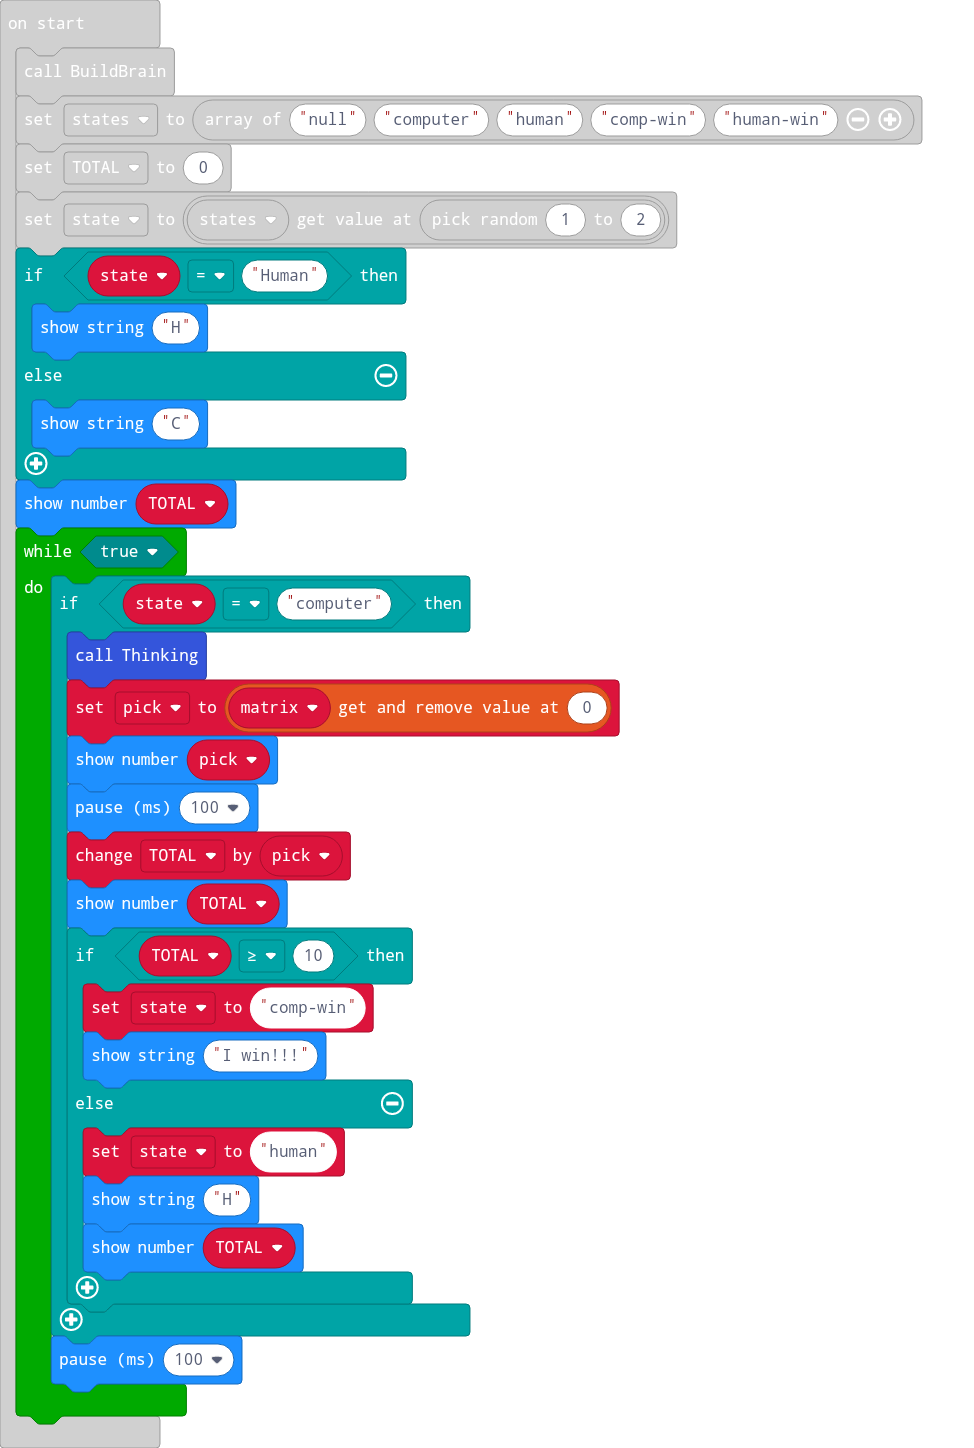 on start
call BuildBrain
set states to array of "null" "computer" "human" "comp-win" "human-win"
set TOTAL to 0
set state to states get value at pick random 1 to 2
if state = "Human" then
show string "H"
else
show string "C"
show number TOTAL
while true
do
if state = "computer" then
call Thinking
set pick to matrix get and remove value at 0
show number pick
pause (ms) 100
change TOTAL by pick
show number TOTAL
if TOTAL ≥ 10 then
set state to "comp-win"
show string "I win!!!"
else
set state to "human"
show string "H"
show number TOTAL
pause (ms) 100